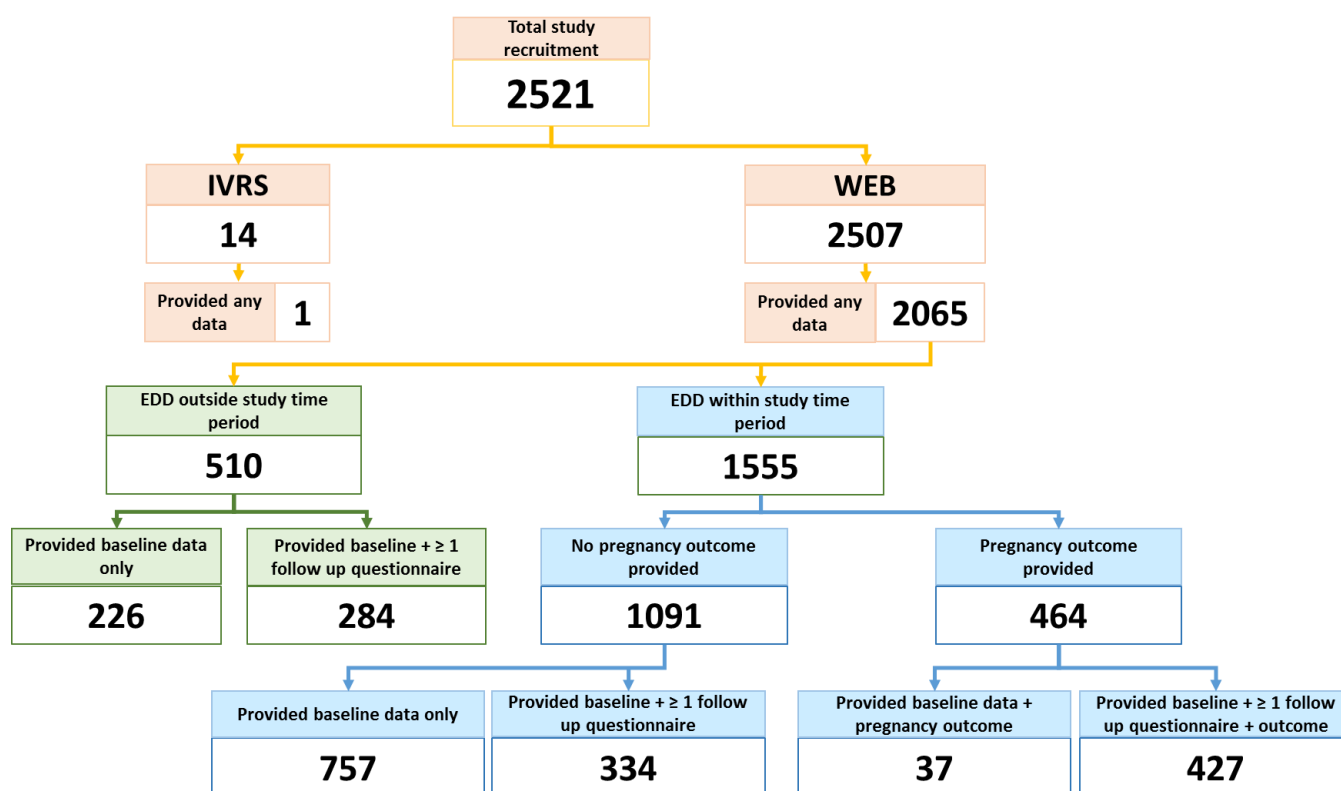 Total study
recruitment
2521
IVRS
14
Provided any
data
1
WEB
2507
Provided any
data
2065
EDD outside study time
period
510
EDD within study time
period
1555
Provided baseline data
only
226
Provided baseline + ≥ 1
follow up questionnaire
284
No pregnancy outcome
provided
1091
Pregnancy outcome
provided
464
Provided baseline data only
757
Provided baseline + ≥ 1 follow
up questionnaire
334
Provided baseline data +
pregnancy outcome
37
Provided baseline + ≥ 1 follow
up questionnaire + outcome
427